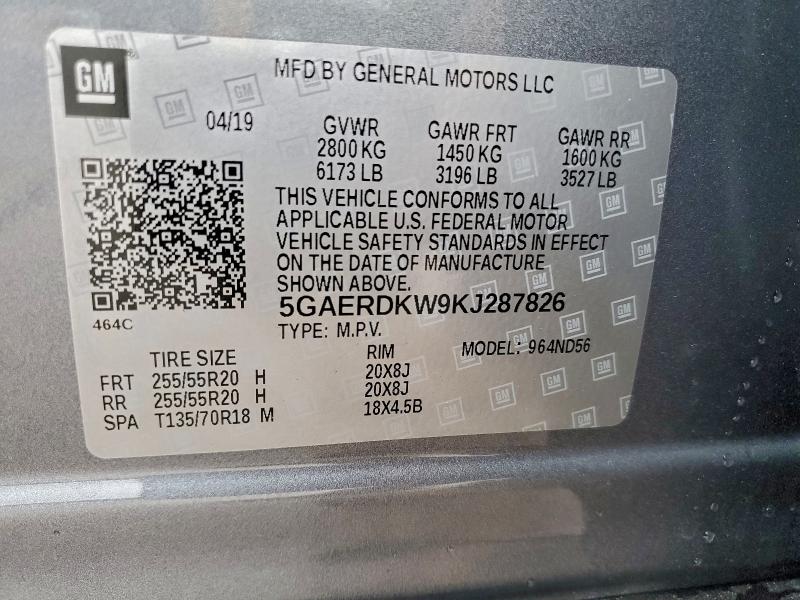 GM
MFD BY GENERAL MOTORS LLC
04/19
GVWR GAWR FRT GAWR RR
2800 KG 1450 KG 1600 KG
6173 LB 3196 LB 3527 LB
THIS VEHICLE CONFORMS TO ALL
APPLICABLE U.S. FEDERAL MOTOR
VEHICLE SAFETY STANDARDS IN EFFECT
ON THE DATE OF MANUFACTURE
SHOWN ABOVE.
464C
5GAERDKW9KJ287826
TYPE: M.P.V. MODEL: 964ND56
TIRE SIZE RIM
FRT 255/55R20 H 20X8J
RR 255/55R20 H 20X8J
SPA T135/70R18 M 18X4.5B